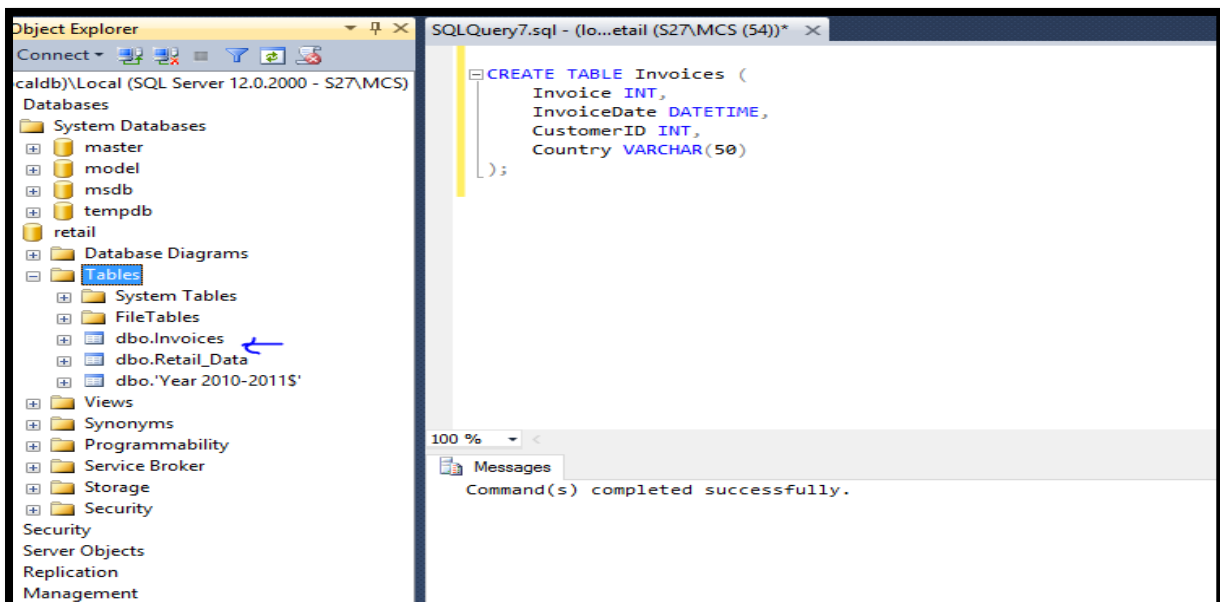 Object Explorer
Connect
caldb)\Local (SQL Server 12.0.2000 - S27\MCS)
Databases
System Databases
master
model
msdb
tempdb
retail
Database Diagrams
Tables
System Tables
FileTables
dbo.Invoices
dbo.Retail_Data
dbo.'Year 2010-2011$'
Views
Synonyms
Programmability
Service Broker
Storage
Security
Security
Server Objects
Replication
Management
SQLQuery7.sql - (lo...etail (S27\MCS (54))*
CREATE TABLE Invoices (
Invoice INT,
InvoiceDate DATETIME,
CustomerID INT,
Country VARCHAR(50)
);
100 %
Messages
Command(s) completed successfully.